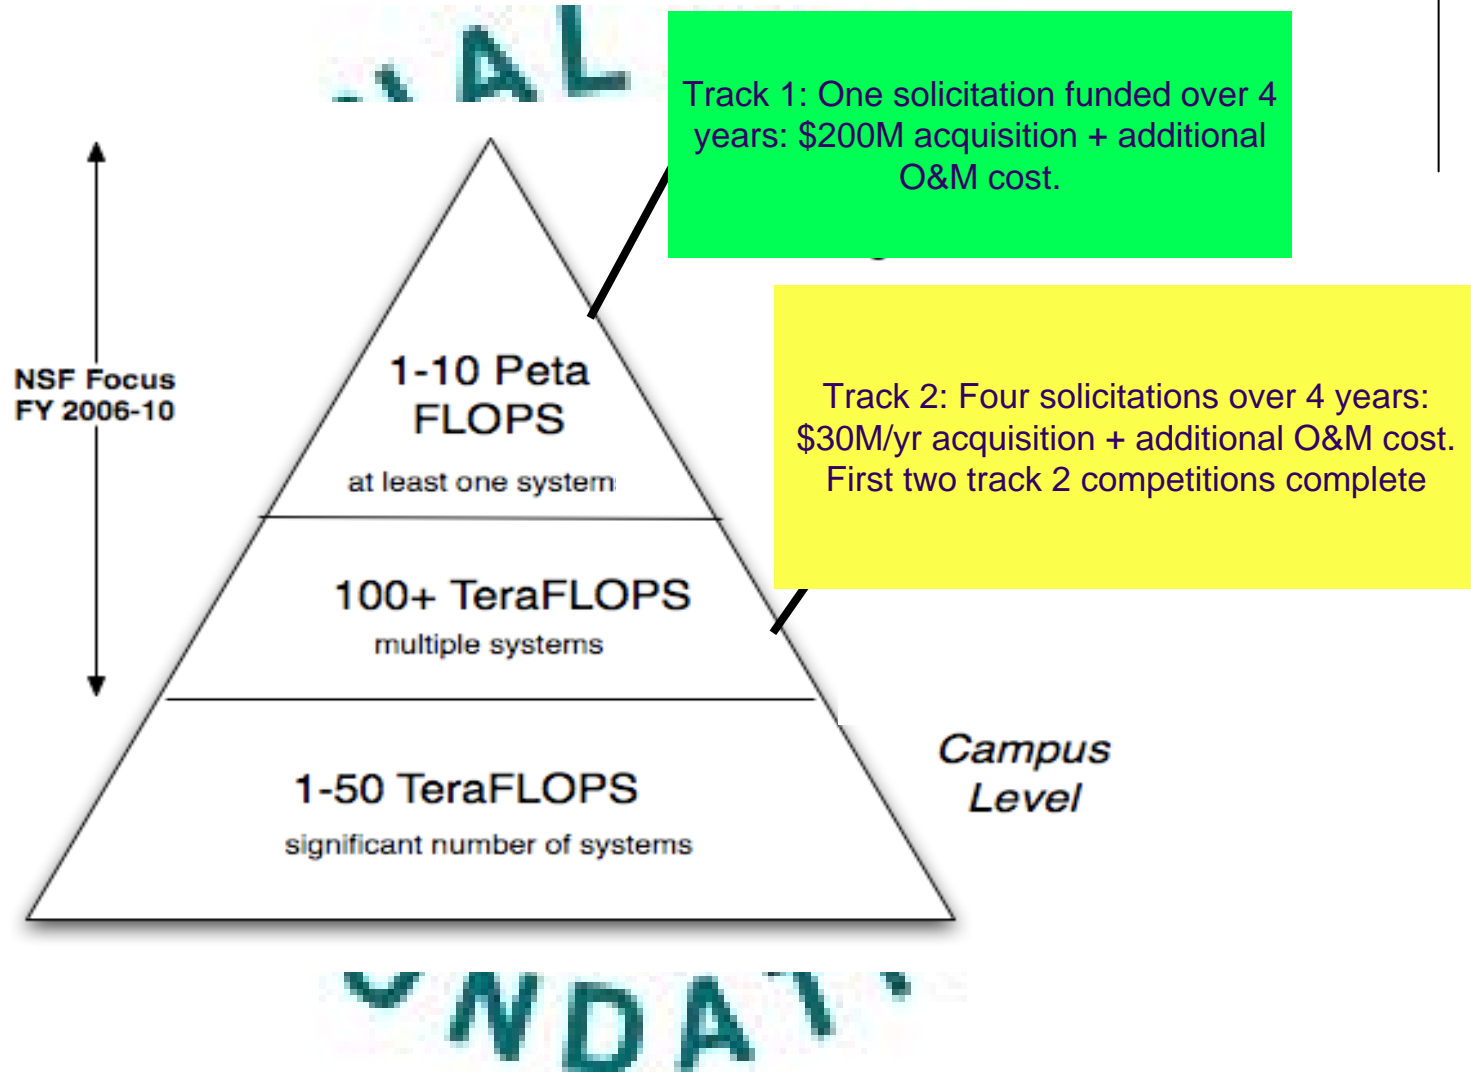 Track 1: One solicitation funded over 4
years: $200M acquisition + additional
O&M cost.
NSF Focus
FY 2006-10
1-10 Peta
FLOPS
at least one system
Track 2: Four solicitations over 4 years:
$30M/yr acquisition + additional O&M cost.
First two track 2 competitions complete
100+ TeraFLOPS
multiple systems
1-50 TeraFLOPS
significant number of systems
Campus
Level